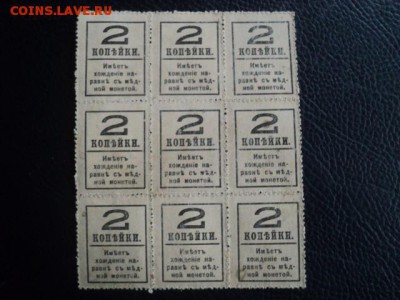 COINS.ЛАVE.РУ
2 2 2
КОПѢЙКИ. КОПѢЙКИ. КОПѢЙКИ.
Имѣетъ Имѣетъ Имѣетъ
хожденіе на- хожденіе на- хожденіе на-
равнѣ съ мѣд- равнѣ съ мѣд- равнѣ съ мѣд-
ной монетой. ной монетой. ной монетой.
2 2 2
КОПѢЙКИ. КОПѢЙКИ. КОПѢЙКИ.
Имѣетъ Имѣетъ Имѣетъ
хожденіе на- хожденіе на- хожденіе на-
равнѣ съ мѣд- равнѣ съ мѣд- равнѣ съ мѣд-
ной монетой. ной монетой. ной монетой.
2 2 2
КОПѢЙКИ. КОПѢЙКИ. КОПѢЙКИ.
Имѣетъ Имѣетъ Имѣетъ
хожденіе на- хожденіе на- хожденіе на-
равнѣ съ мѣд- равнѣ съ мѣд- равнѣ съ мѣд-
ной монетой. ной монетой. ной монетой.